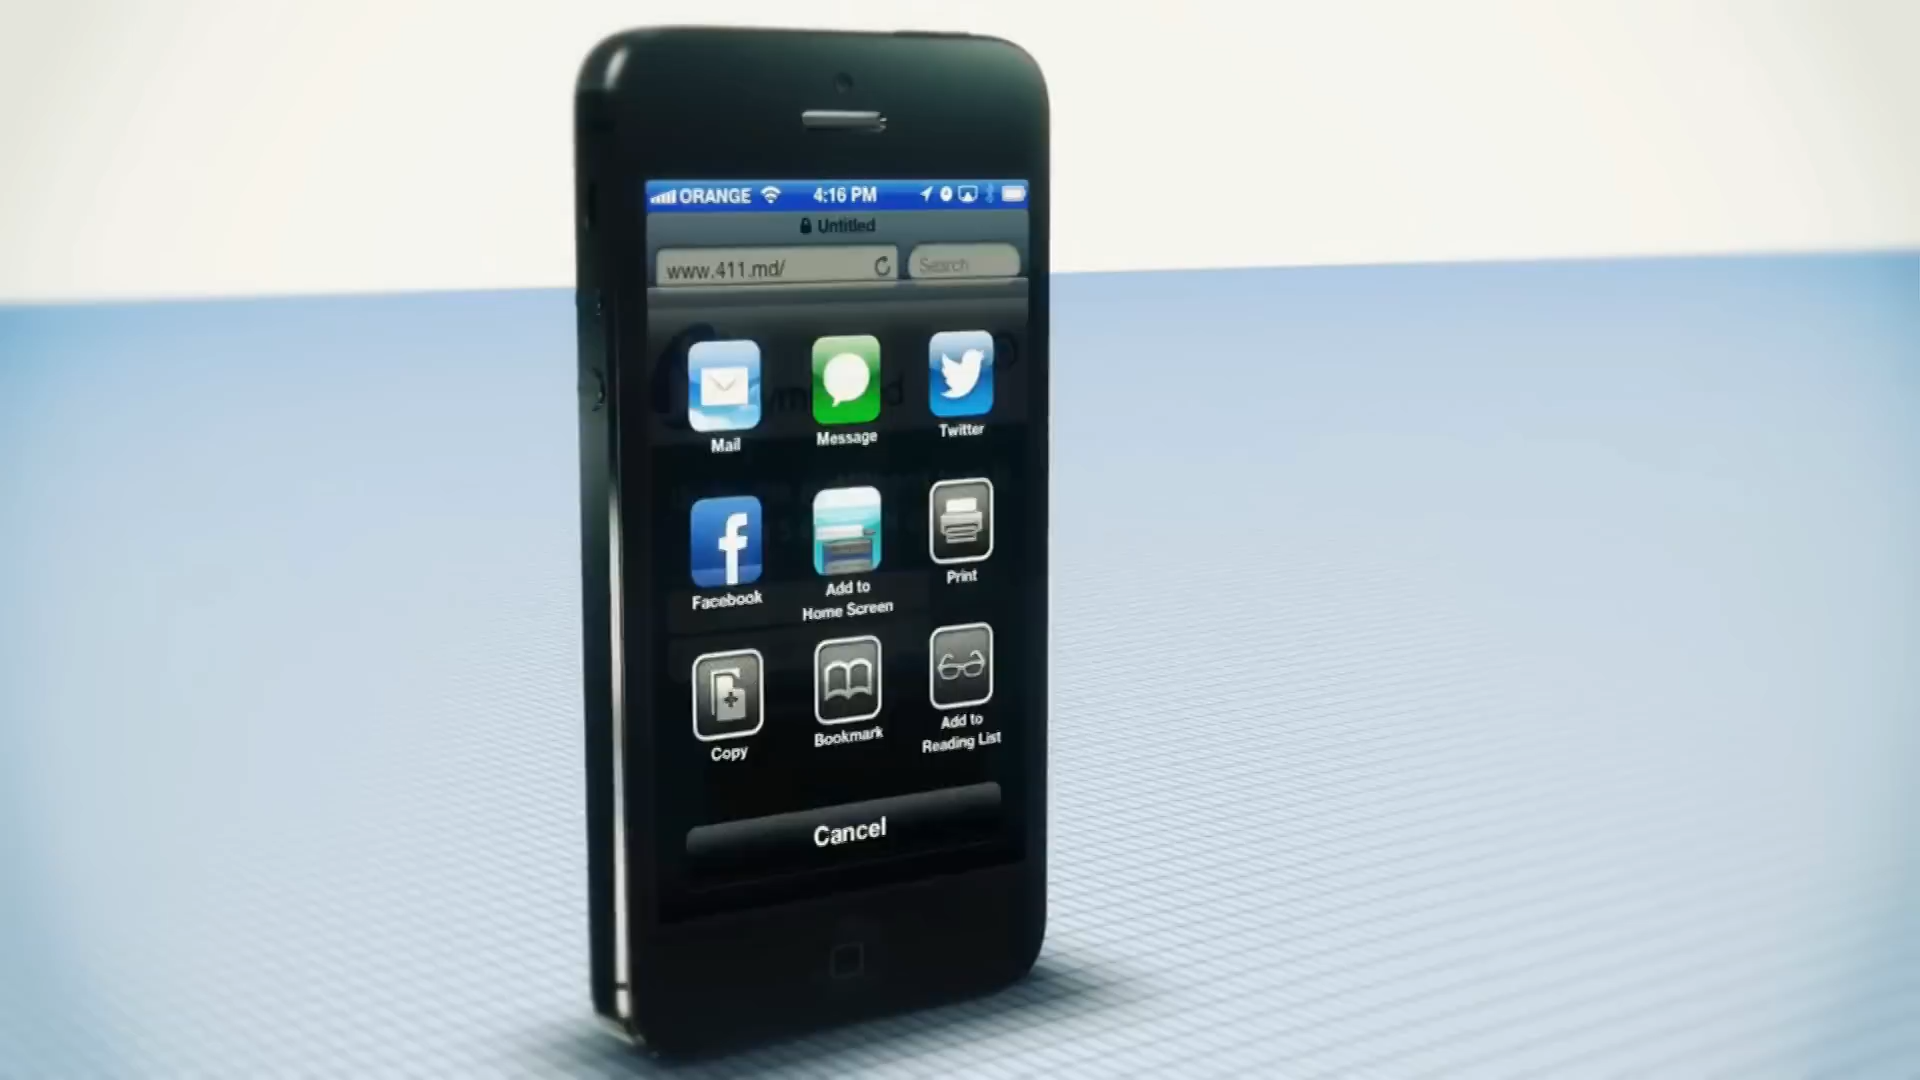 ORANGE 4:16 PM
Untitled
www.411.md/ Search
Mail Message Twitter
Facebook Add to
Home Screen Print
Copy Bookmark Add to
Reading List
Cancel